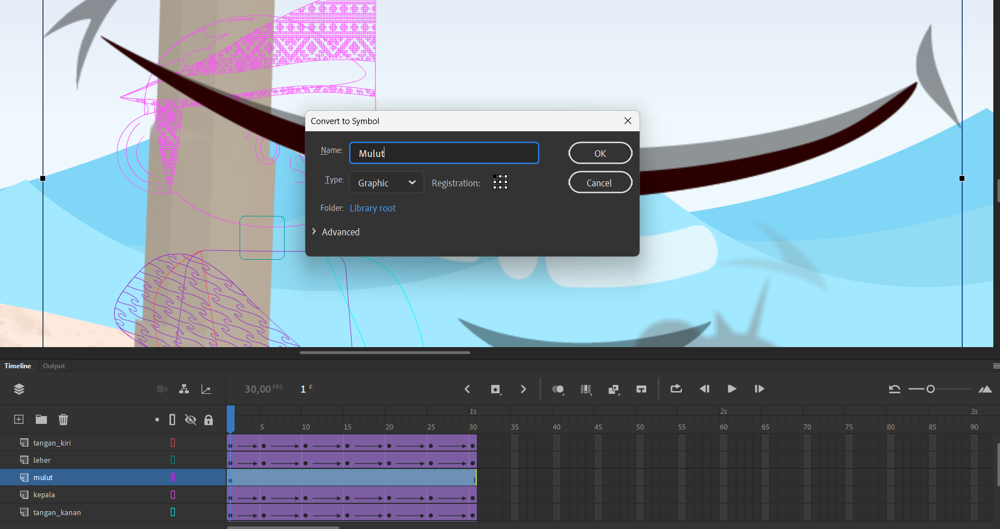 Convert to Symbol
Name: Mulut
OK
Type: Graphic
Registration:
Cancel
Folder: Library root
Advanced
Timeline
Output
30,00 FPS
1 F
1s
2s
3s
5
10
15
20
25
30
35
40
45
50
55
60
65
70
75
80
85
90
tangan_kiri
leher
mulut
kepala
tangan_kanan